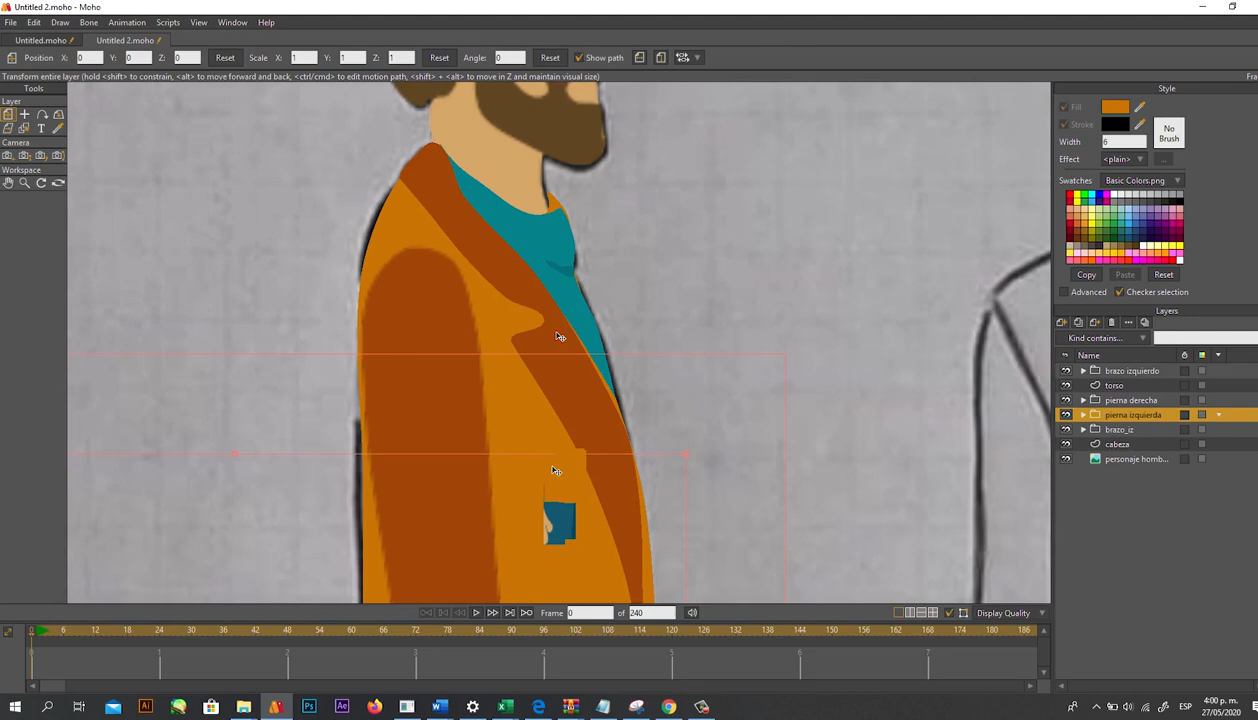 Untitled 2.moho - Moho
File Edit Draw Bone Animation Scripts View Window Help
Untitled.moho Untitled 2.moho
Position X: 0 Y: 0 Z: 0 Reset Scale X: 1 Y: 1 Z: 1 Reset Angle: 0 Reset Show path
Transform entire layer (hold <shift> to constrain, <alt> to move forward and back, <ctrl/cmd> to edit motion path, <shift> + <alt> to move in Z and maintain visual size) Fra
Tools
Layer
Camera
Workspace
Style
Fill
Stroke
No
Brush
Width 6
Effect <plain> ...
Swatches Basic Colors.png
Copy Paste Reset
Advanced Checker selection
Layers
Kind contains...
Name
brazo izquierdo
torso
pierna derecha
pierna izquierda
brazo_iz
cabeza
personaje homb...
Frame 0 of 240 Display Quality
0 6 12 18 24 30 36 42 48 54 60 66 72 78 84 90 96 102 108 114 120 126 132 138 144 150 156 162 168 174 180 186
0 1 2 3 4 5 6 7
ESP
4:00 p. m.
27/05/2020